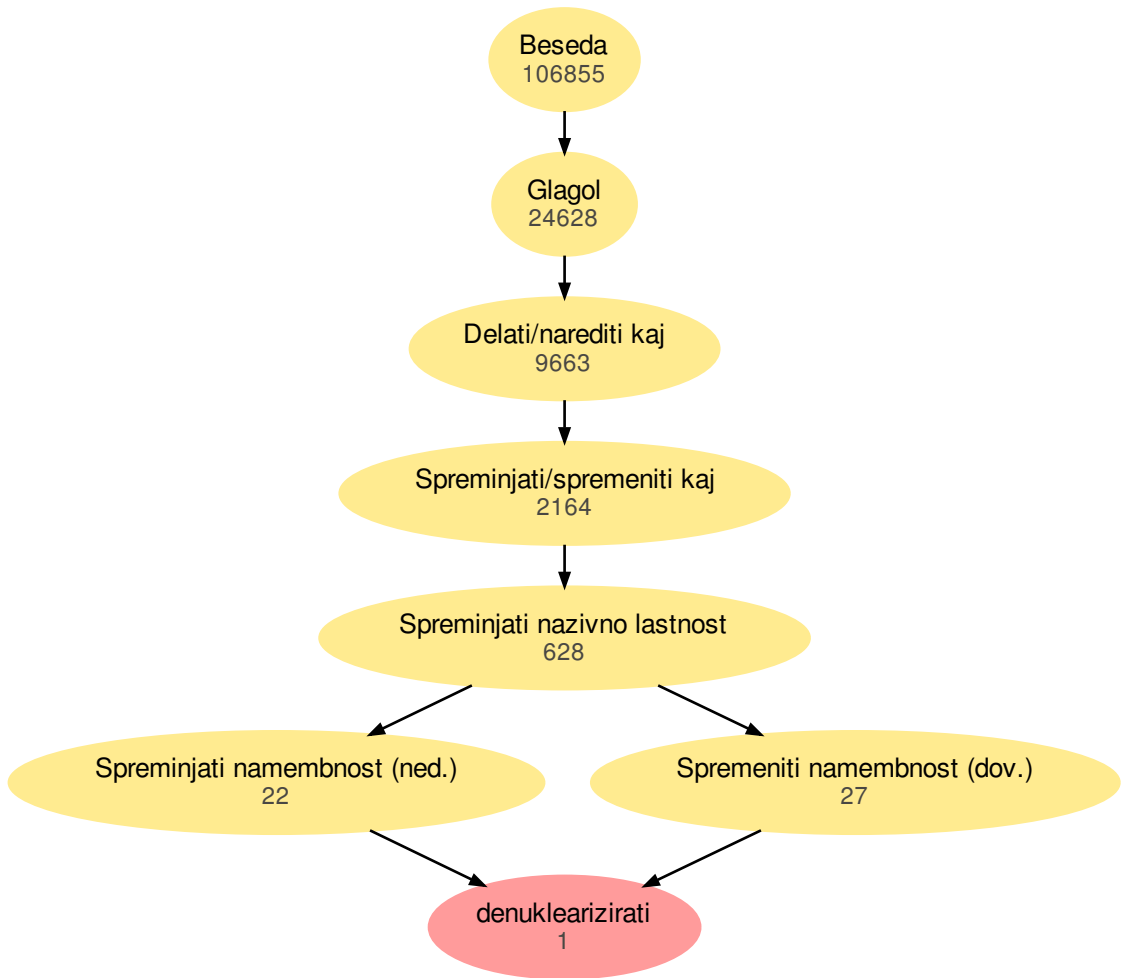 Beseda
106855
Glagol
24628
Delati/narediti kaj
9663
Spreminjati/spremeniti kaj
2164
Spreminjati nazivno lastnost
628
Spreminjati namembnost (ned.)
22
Spremeniti namembnost (dov.)
27
denuklearizirati
1